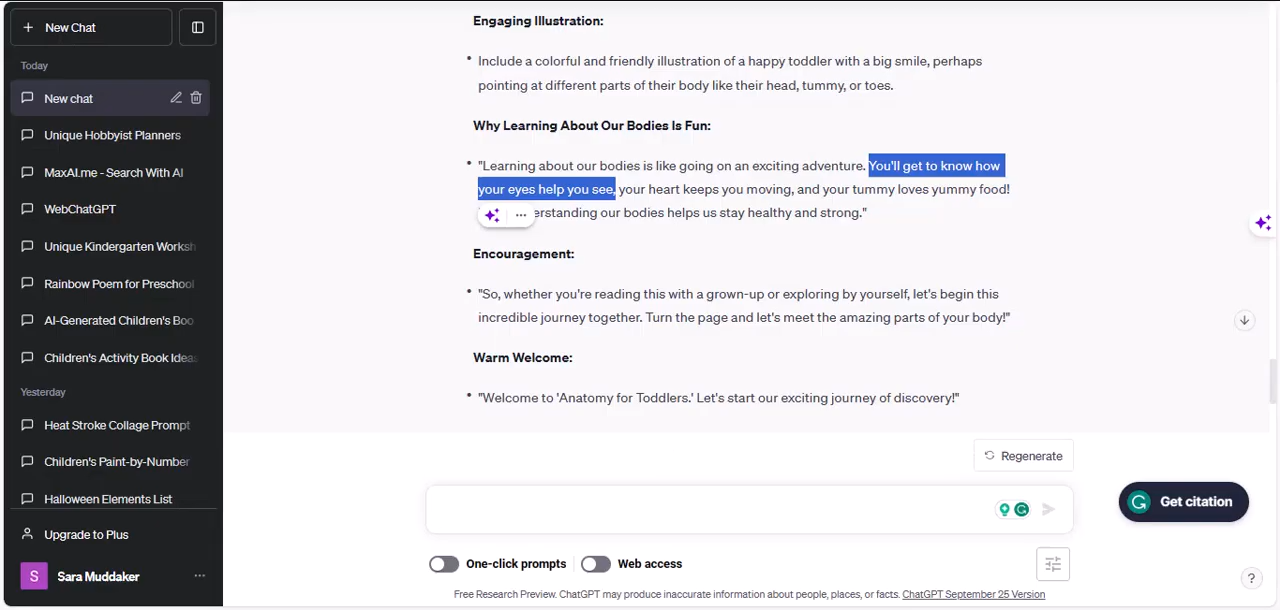 New Chat
Today
New chat
Unique Hobbyist Planners
MaxAI.me - Search With AI
WebChatGPT
Unique Kindergarten Worksh
Rainbow Poem for Preschool
AI-Generated Children's Boo
Children's Activity Book Idea
Yesterday
Heat Stroke Collage Prompt
Children's Paint-by-Number
Halloween Elements List
Upgrade to Plus
S Sara Muddaker
Engaging Illustration:
• Include a colorful and friendly illustration of a happy toddler with a big smile, perhaps
pointing at different parts of their body like their head, tummy, or toes.
Why Learning About Our Bodies Is Fun:
• "Learning about our bodies is like going on an exciting adventure. You'll get to know how
your eyes help you see, your heart keeps you moving, and your tummy loves yummy food!
erstanding our bodies helps us stay healthy and strong."
Encouragement:
• "So, whether you're reading this with a grown-up or exploring by yourself, let's begin this
incredible journey together. Turn the page and let's meet the amazing parts of your body!"
Warm Welcome:
• "Welcome to 'Anatomy for Toddlers.' Let's start our exciting journey of discovery!"
Regenerate
Get citation
One-click prompts Web access
Free Research Preview. ChatGPT may produce inaccurate information about people, places, or facts. ChatGPT September 25 Version
?